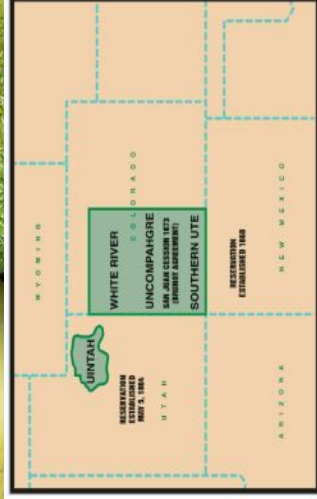 WYOMING
UINTAH
RESERVATION
ESTABLISHED
MAY 5, 1864
UTAH
COLORADO
WHITE RIVER
UNCOMPAHGRE
SAN JUAN CESSION 1873
(BRUNOT AGREEMENT)
SOUTHERN UTE
RESERVATION
ESTABLISHED 1868
ARIZONA
NEW MEXICO